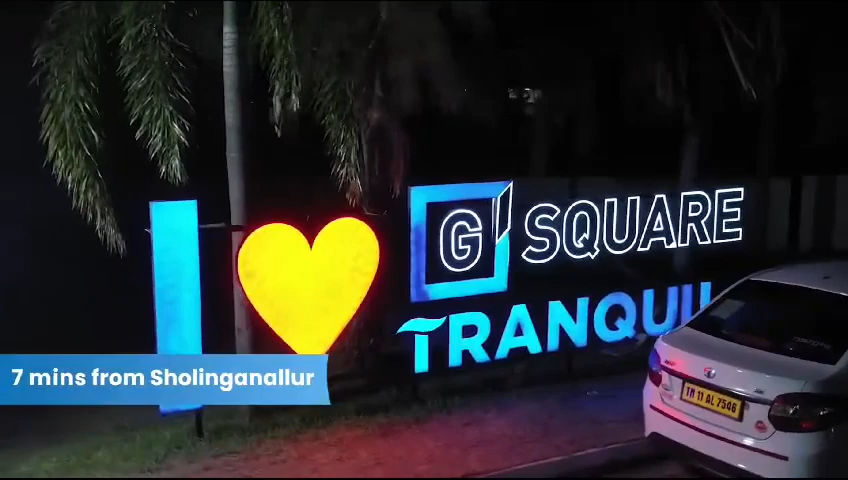 I
G SQUARE
TRANQUIL
7 mins from Sholinganallur
TN 11 AL 7546